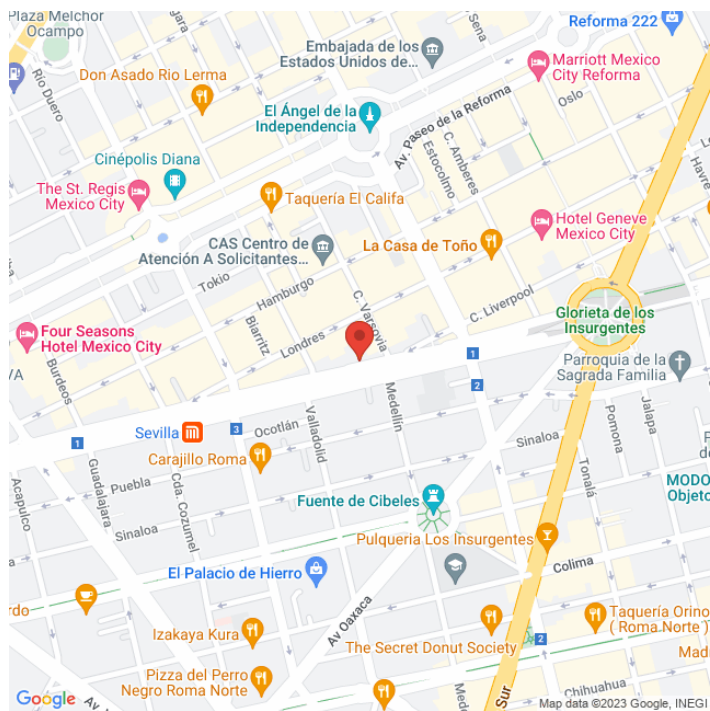 Plaza Melchor
Ocampo
Río Duero
Embajada de los
Estados Unidos de...
Sena
Reforma 222
Marriott Mexico
City Reforma
Don Asado Rio Lerma
Oslo
El Ángel de la
Independencia
Av. Paseo de la Reforma
C. Amberes
Estocolmo
Havre
Cinépolis Diana
The St. Regis
Mexico City
Taquería El Califa
Hotel Geneve
Mexico City
CAS Centro de
Atención A Solicitantes...
La Casa de Toño
Tokio
Hamburgo
C. Varsovia
C. Liverpool
Glorieta de los
Insurgentes
Londres
Biarritz
Four Seasons
Hotel Mexico City
VA
Burdeos
1
2
Parroquia de la
Sagrada Familia
Medellín
Valladolid
Ocotlán
3
Sevilla
1
Carajillo Roma
Sinaloa
Jalapa
Pomona
Tonalá
Puebla
Guadalajara
Cda. Cozumel
Acapulco
Sinaloa
Fuente de Cibeles
MODO
Objeto
Pulqueria Los Insurgentes
El Palacio de Hierro
Colima
rdo
Av Oaxaca
Izakaya Kura
Taquería Orino
( Roma Norte )
2
The Secret Donut Society
Madi
Pizza del Perro
Negro Roma Norte
Sur
Chihuahua
Google
Map data ©2023 Google, INEGI